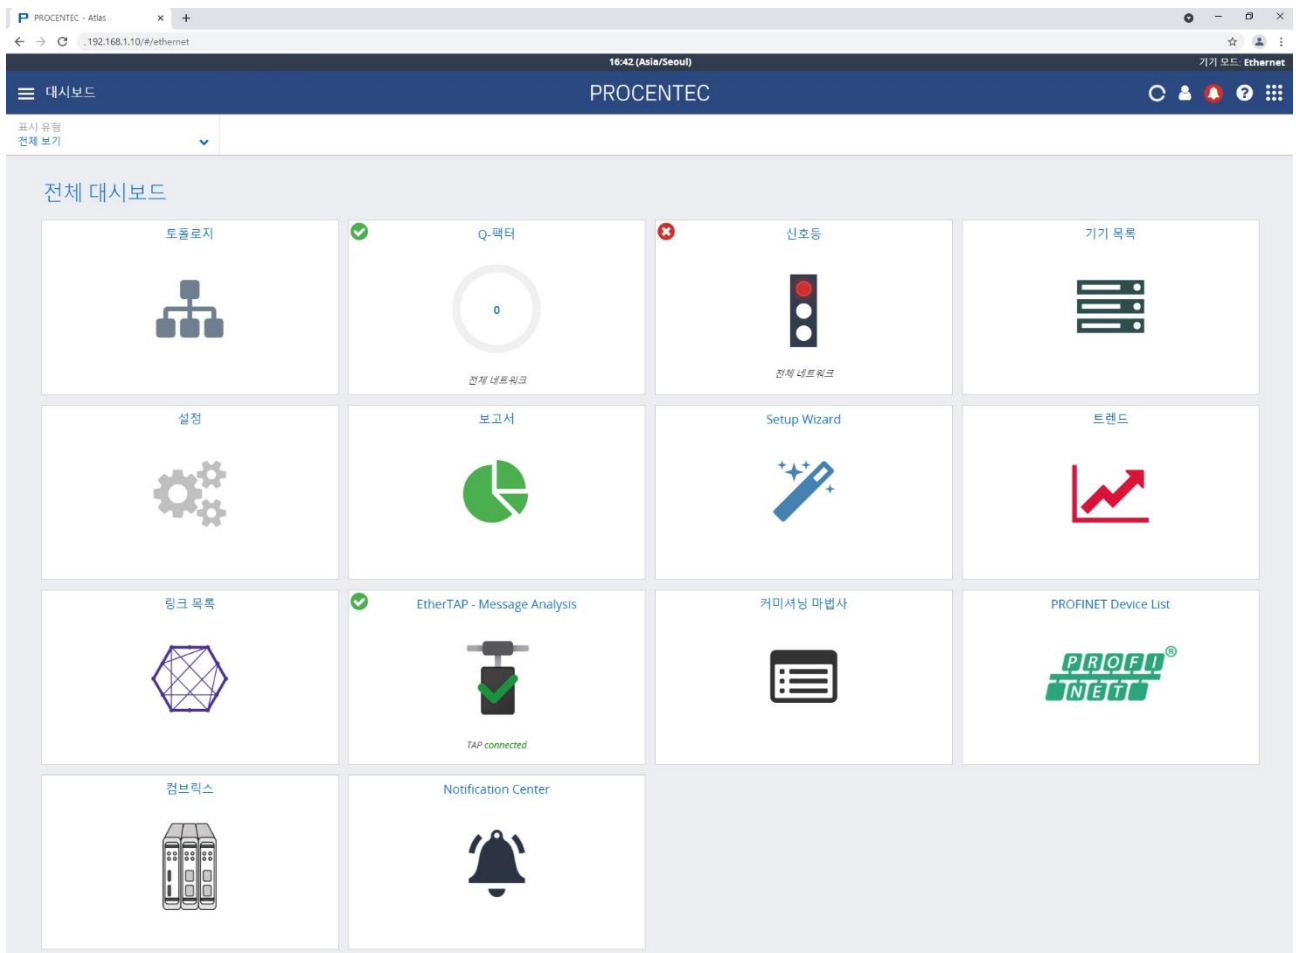 PROCENTEC - Atlas
192.168.1.10/#/ethernet
16:42 (Asia/Seoul)
기기 모드: Ethernet
대시보드
PROCENTEC
표시 유형
전체 보기
전체 대시보드
토폴로지
Q-팩터
신호등
기기 목록
0
전체 네트워크
전체 네트워크
설정
보고서
Setup Wizard
트렌드
링크 목록
EtherTAP - Message Analysis
커미셔닝 마법사
PROFINET Device List
PROFI®
NET
TAP connected
컴브릭스
Notification Center